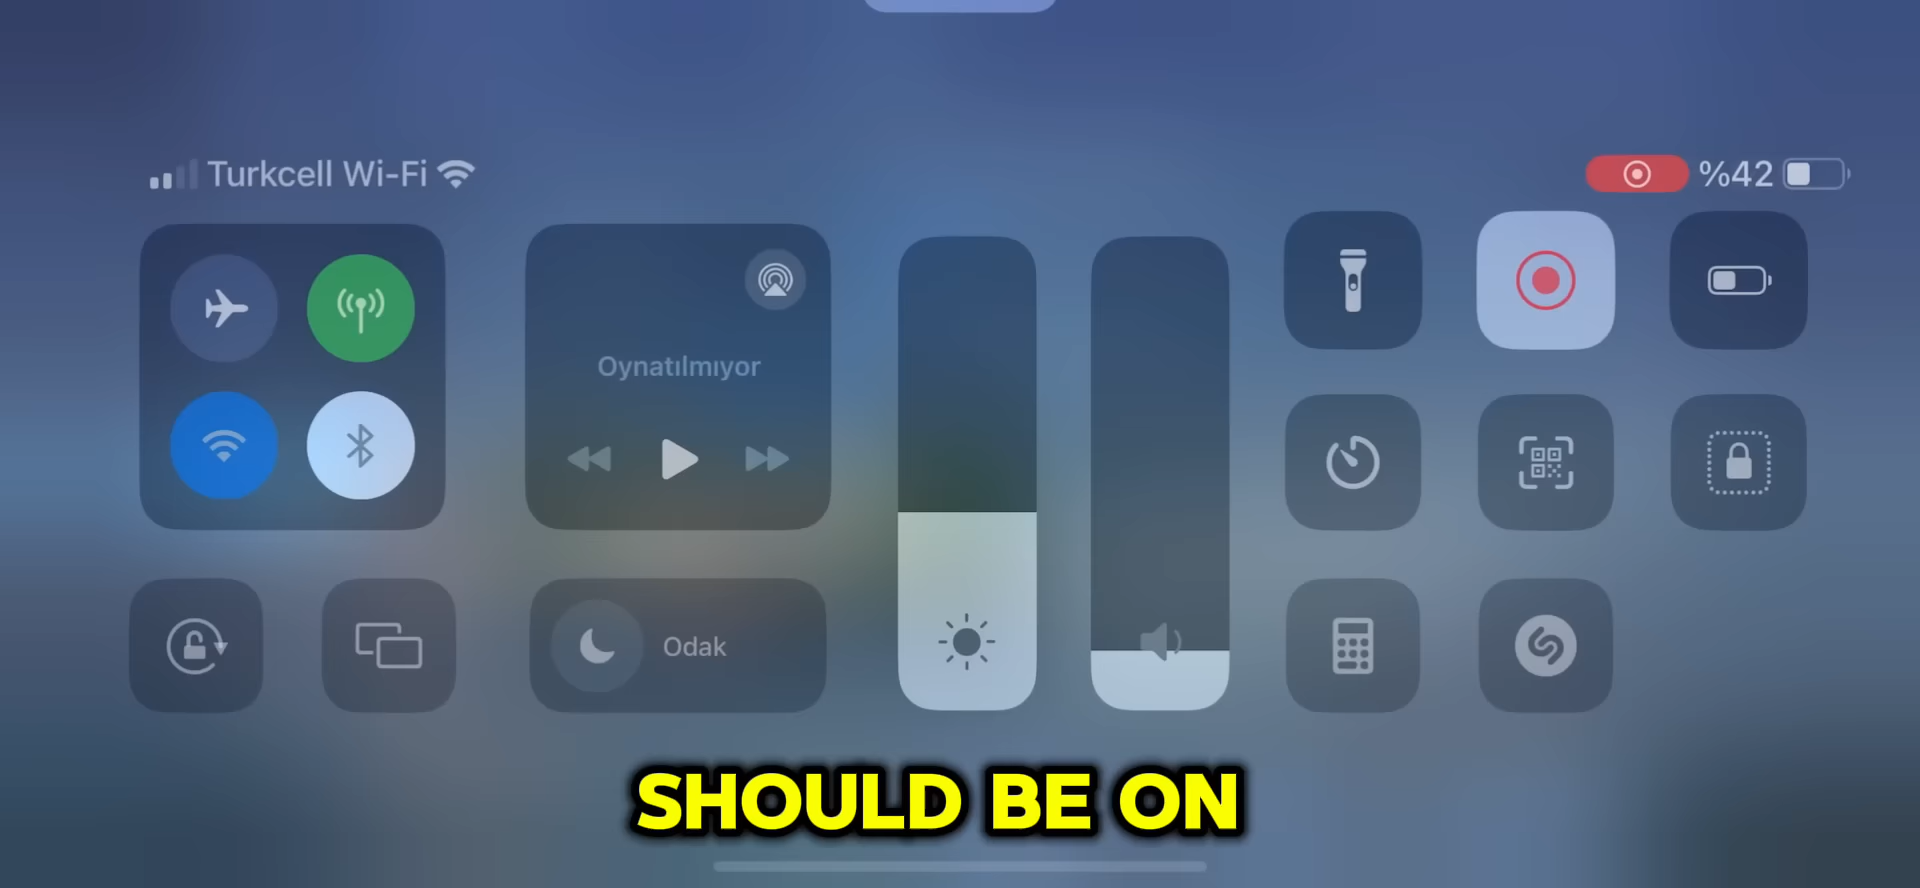 Turkcell Wi-Fi
%42
Oynatılmıyor
Odak
SHOULD BE ON